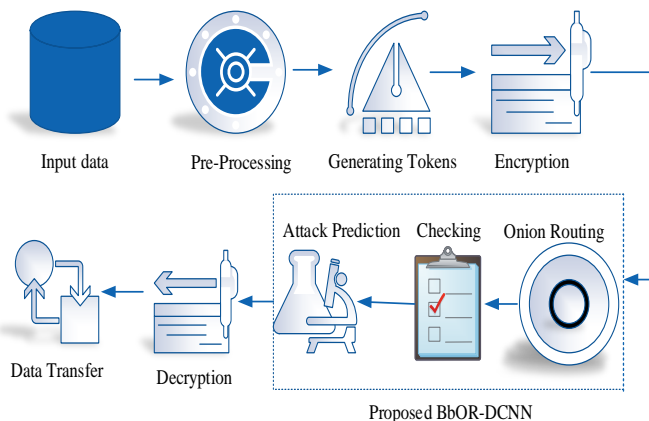 Input data
Pre-Processing
Generating Tokens
Encryption
Attack Prediction
Checking
Onion Routing
Data Transfer
Decryption
Proposed BbOR-DCNN